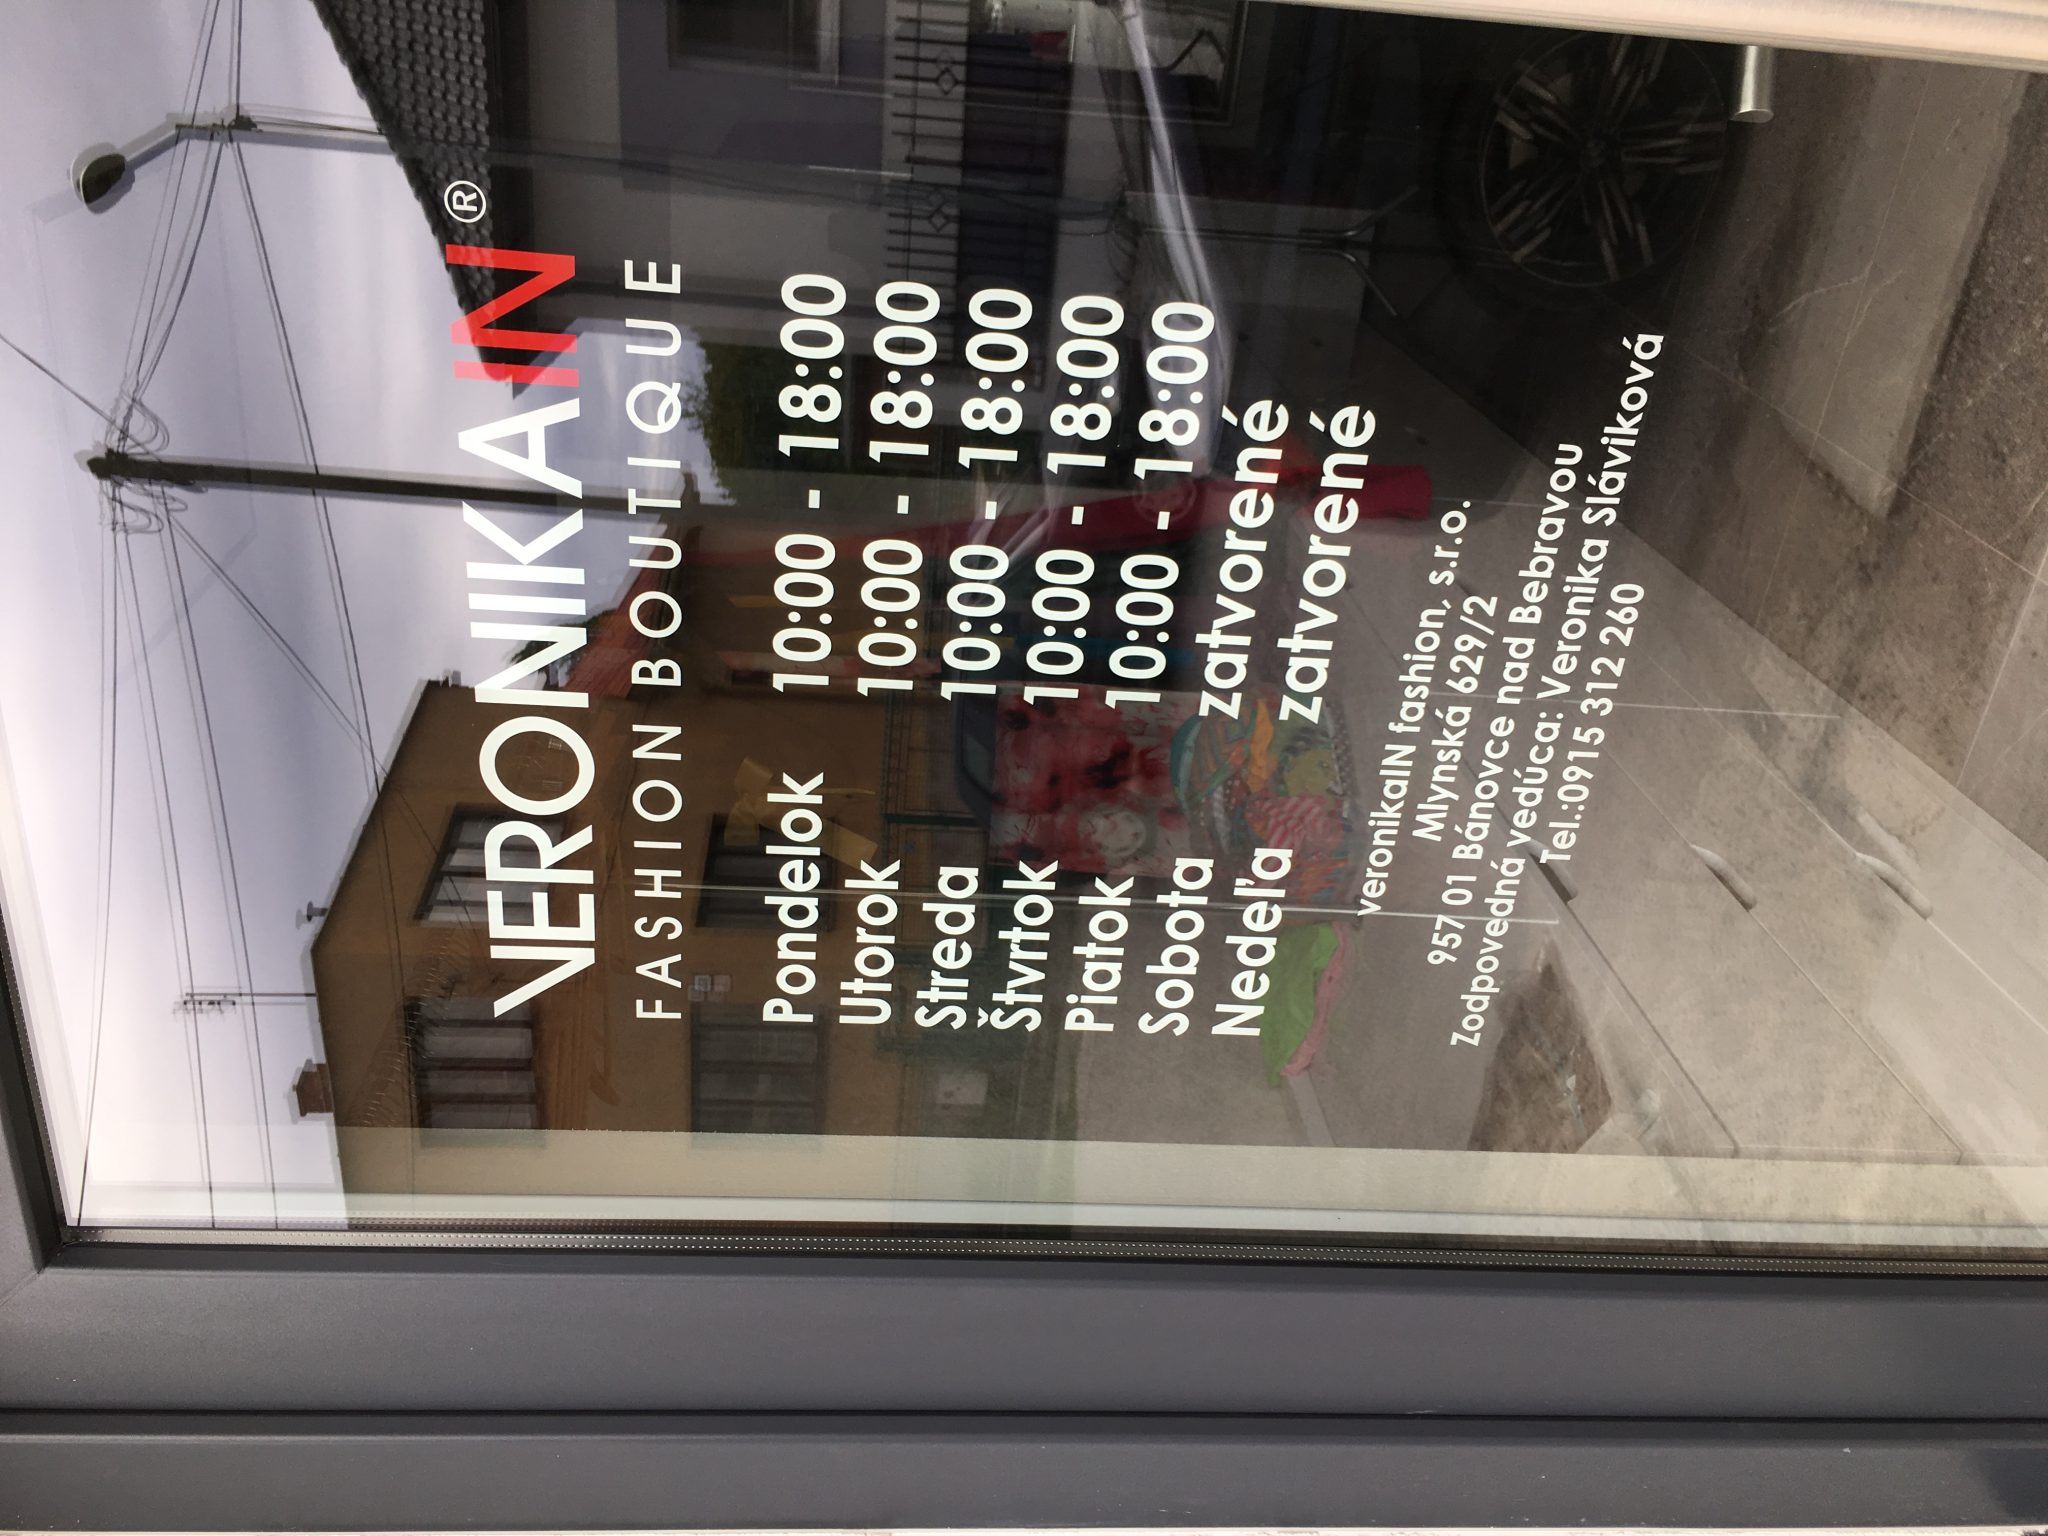 VERONIKAIN®
FASHION BOUTIQUE
Pondelok 10:00 - 18:00
Utorok 10:00 - 18:00
Streda 10:00 - 18:00
Štvrtok 10:00 - 18:00
Piatok 10:00 - 18:00
Sobota zatvorené
Nedeľa zatvorené
veronikaIN fashion, s.r.o.
Mlynská 629/2
957 01 Bánovce nad Bebravou
Zodpovedná vedúca: Veronika Sláviková
Tel.:0915 312 260